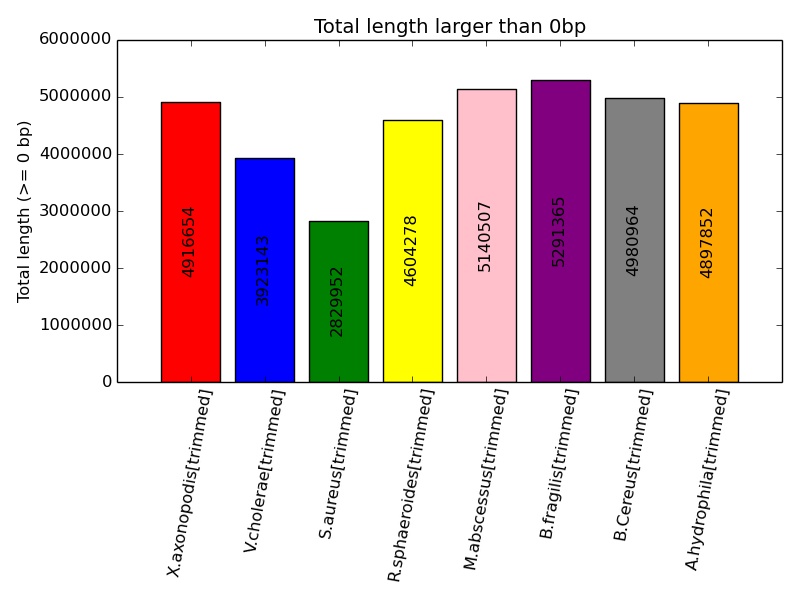 Total length larger than 0bp
Total length (>= 0 bp)
6000000
5000000
4000000
3000000
2000000
1000000
0
4916654
3923143
2829952
4604278
5140507
5291365
4980964
4897852
X.axonopodis[trimmed]
V.cholerae[trimmed]
S.aureus[trimmed]
R.sphaeroides[trimmed]
M.abscessus[trimmed]
B.fragilis[trimmed]
B.Cereus[trimmed]
A.hydrophila[trimmed]